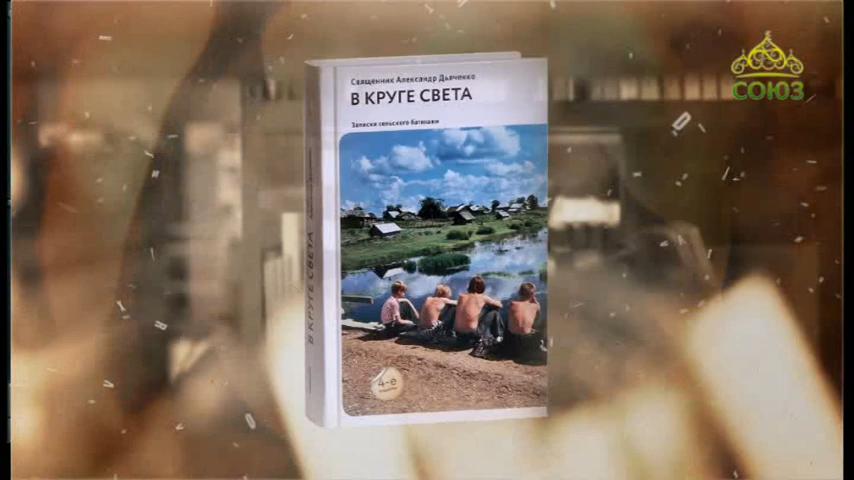 СОЮЗ
Священник Александр Дьяченко
В КРУГЕ СВЕТА
Записки сельского батюшки
В КРУГЕ СВЕТА
4-е